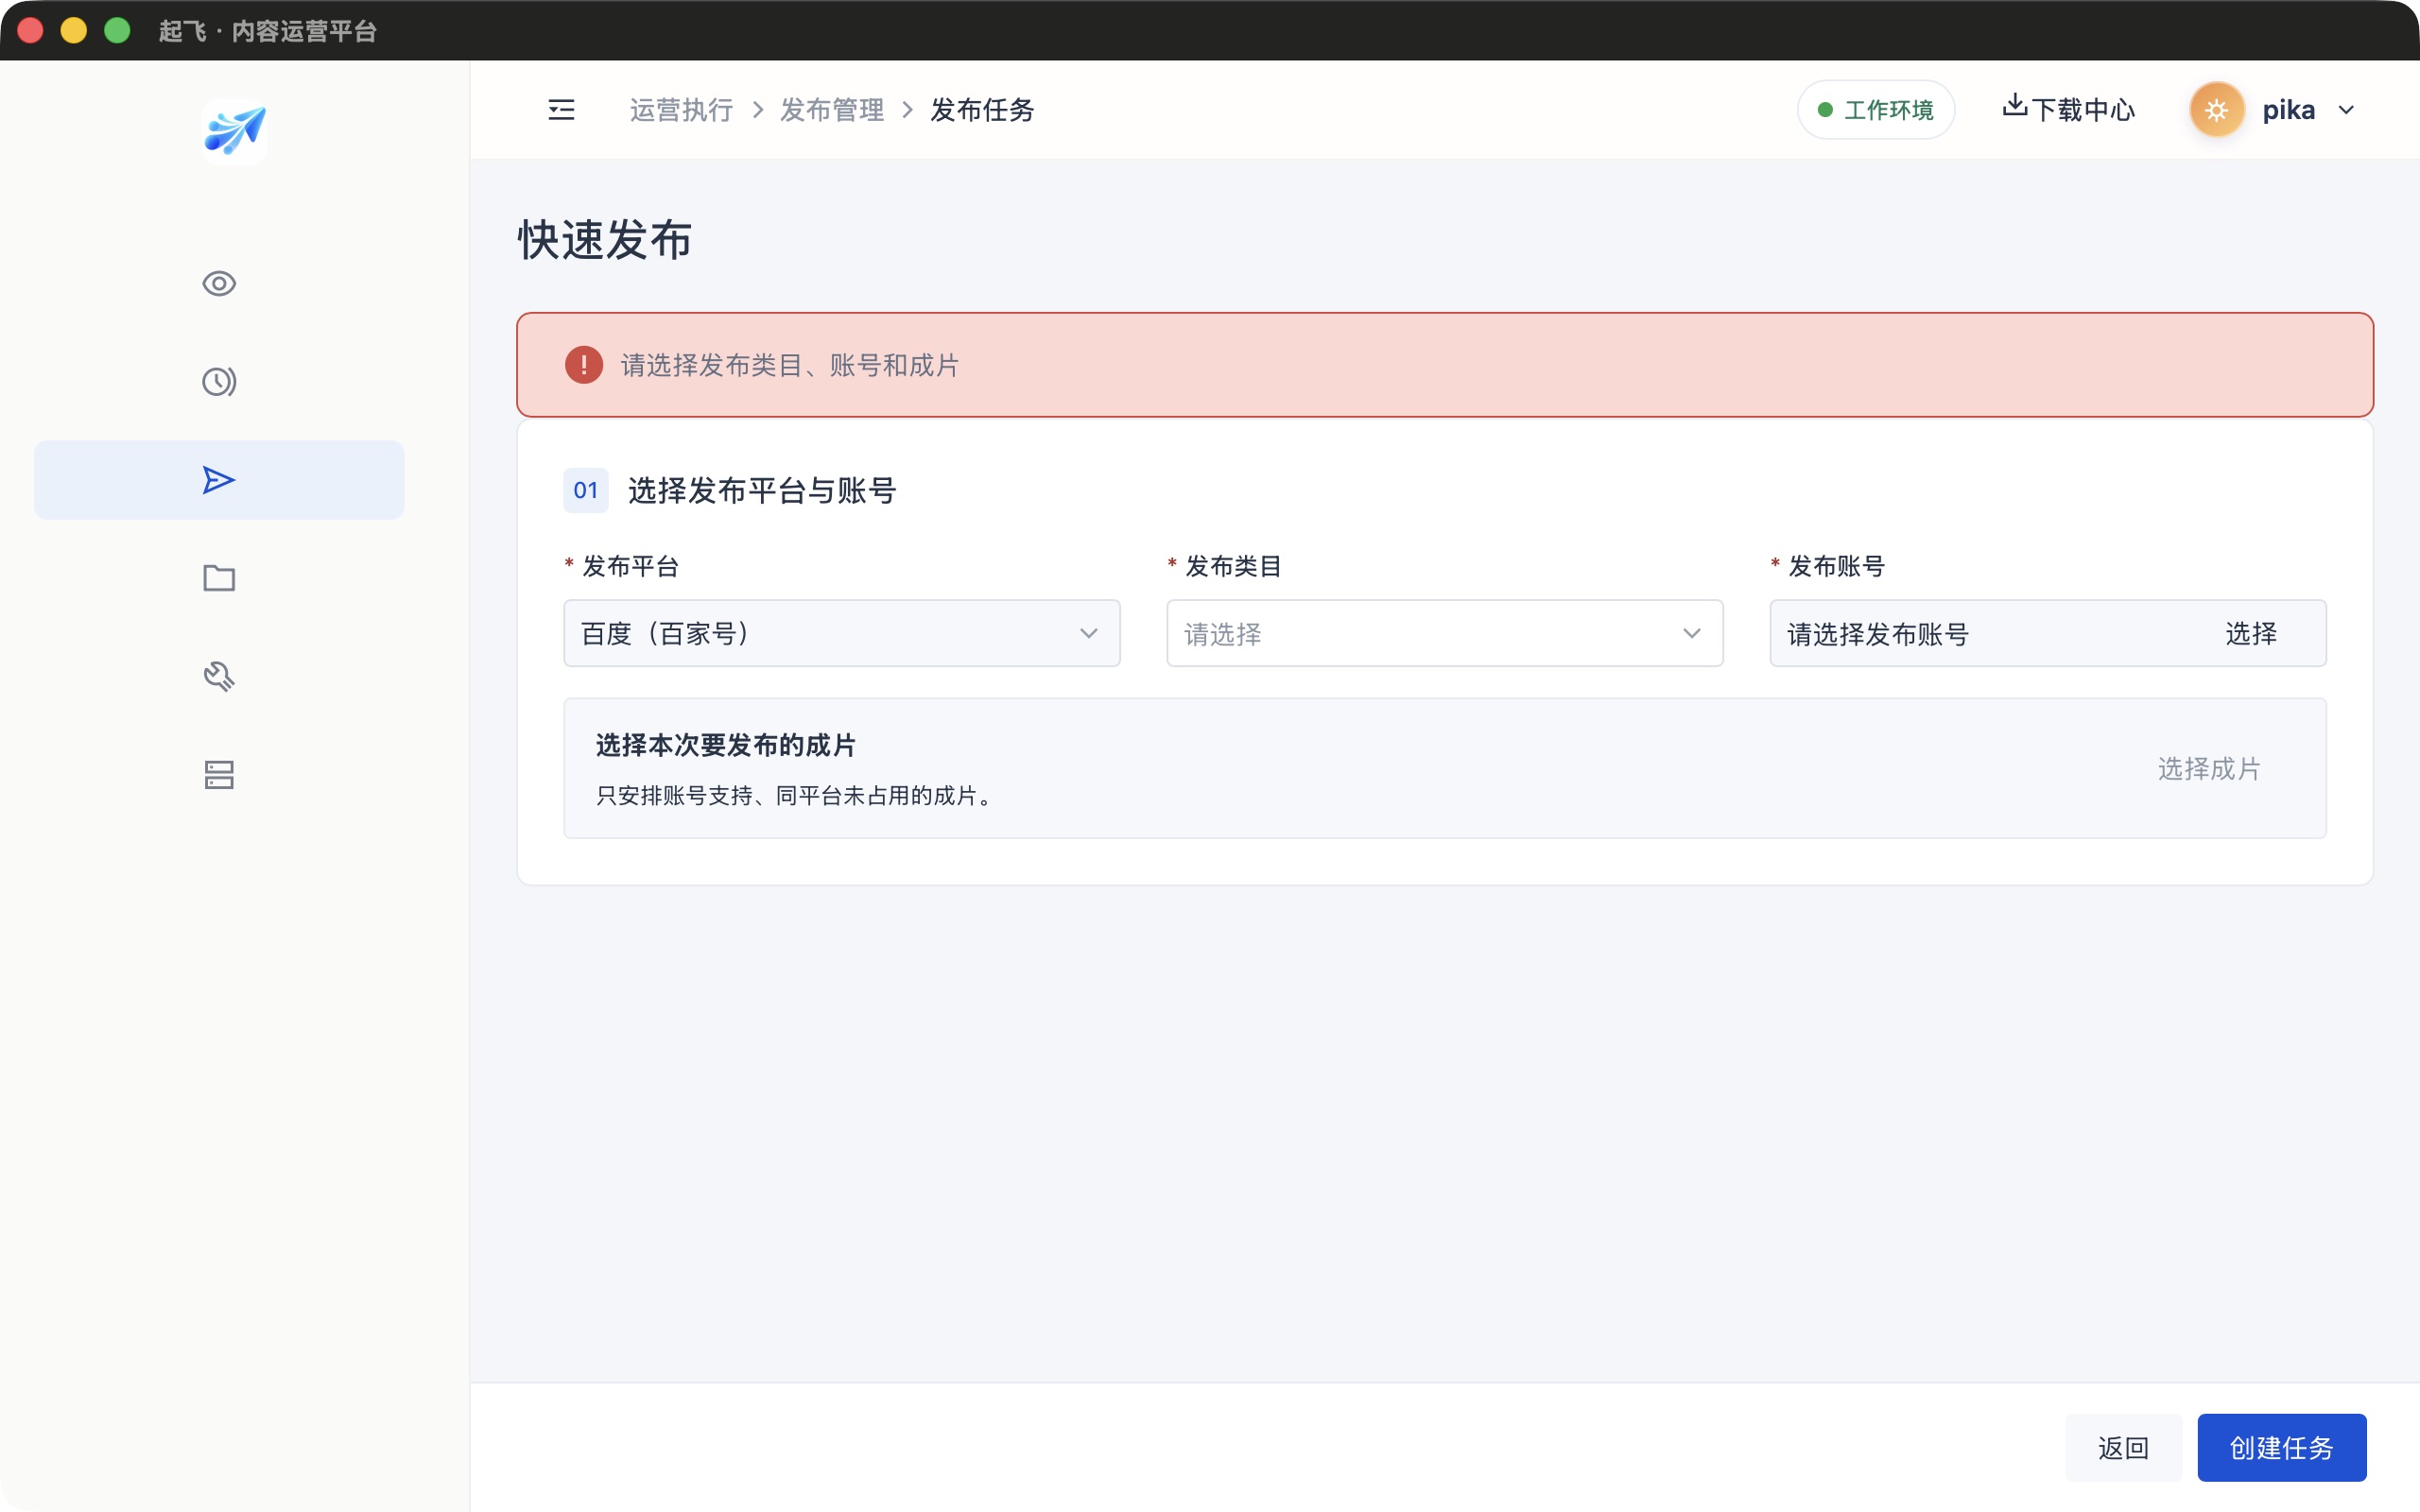 起飞 · 内容运营平台
运营执行 > 发布管理 > 发布任务
工作环境
下载中心
pika
快速发布
请选择发布类目、账号和成片
01 选择发布平台与账号
* 发布平台
* 发布类目
* 发布账号
百度（百家号）
请选择
请选择发布账号
选择
选择本次要发布的成片
只安排账号支持、同平台未占用的成片。
选择成片
返回
创建任务